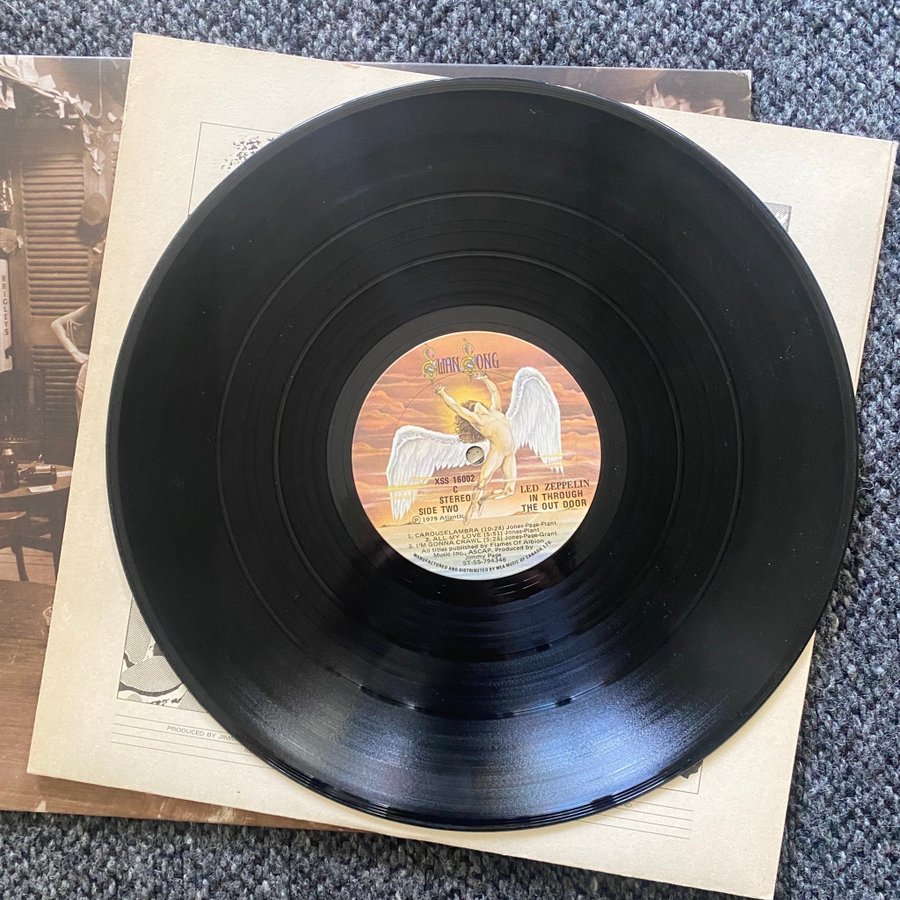 WRIGLEYS
SWAN SONG
XSS 16002
C
STEREO
SIDE TWO
℗ 1979 Atlantic
LED ZEPPELIN
IN THROUGH
THE OUT DOOR
1. CAROUSELAMBRA (10:28) Jones-Page-Plant
2. ALL MY LOVE (5:51) Jones-Plant
3. I'M GONNA CRAWL (5:28) Jones-Page-Grant
All titles published by Flames Of Albion
Music Inc., ASCAP. Produced by
Jimmy Page
ST-SS-794346
MANUFACTURED AND DISTRIBUTED BY WEA MUSIC OF CANADA, LTD.
PRODUCED BY JIMM